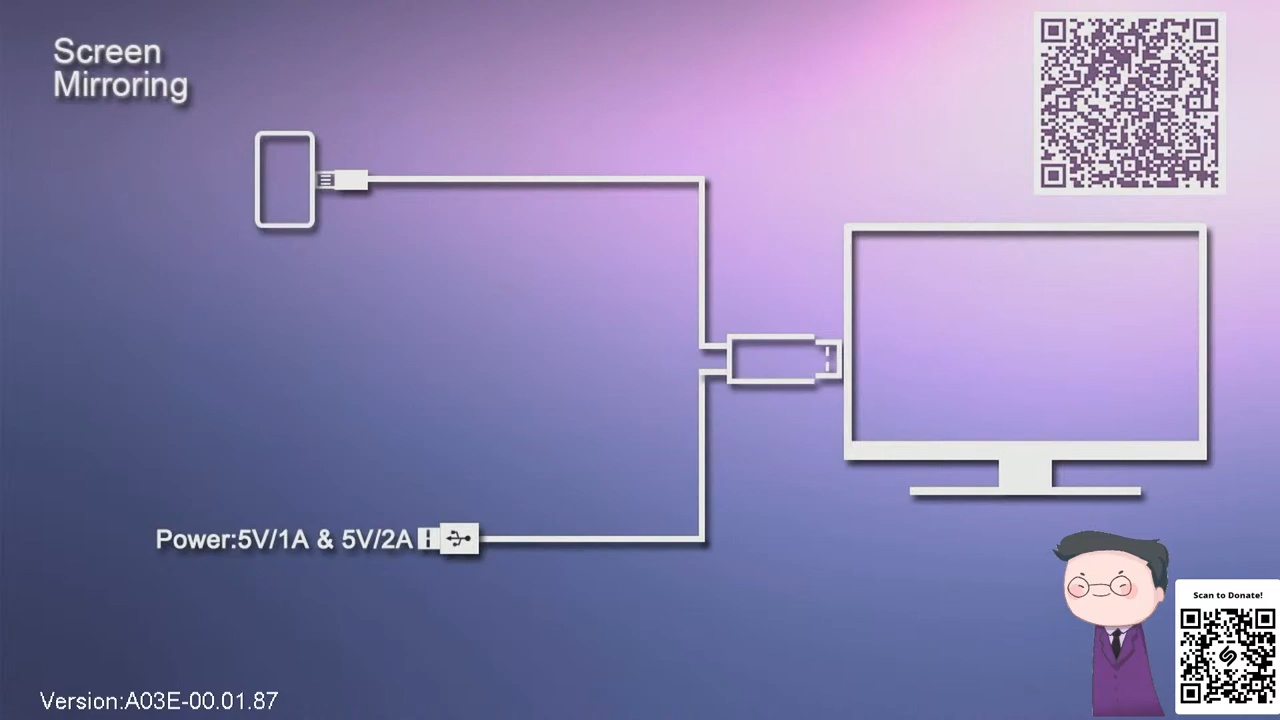 Screen
Mirroring
Power:5V/1A & 5V/2A
Scan to Donate!
Version:A03E-00.01.87